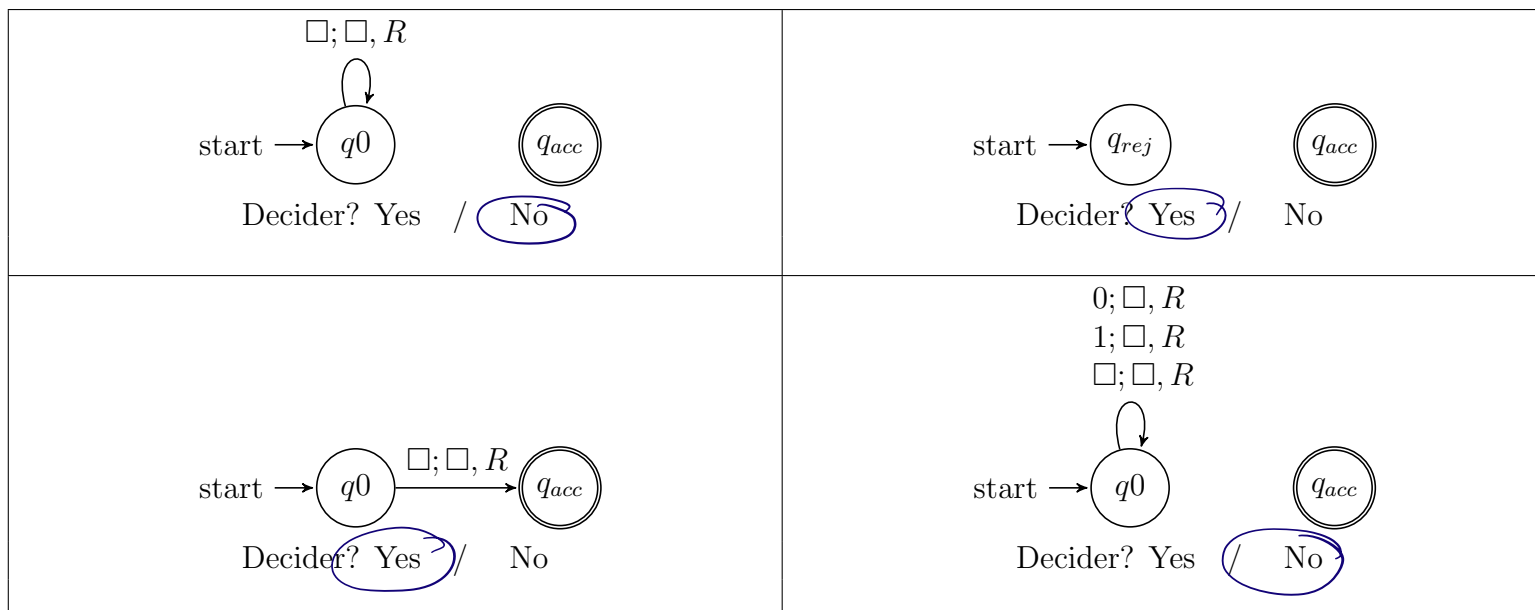 □; □, R
start q0 q_acc
Decider? Yes / No
start q_rej q_acc
Decider? Yes / No
□; □, R
start q0 q_acc
Decider? Yes / No
0; □, R
1; □, R
□; □, R
start q0 q_acc
Decider? Yes / No